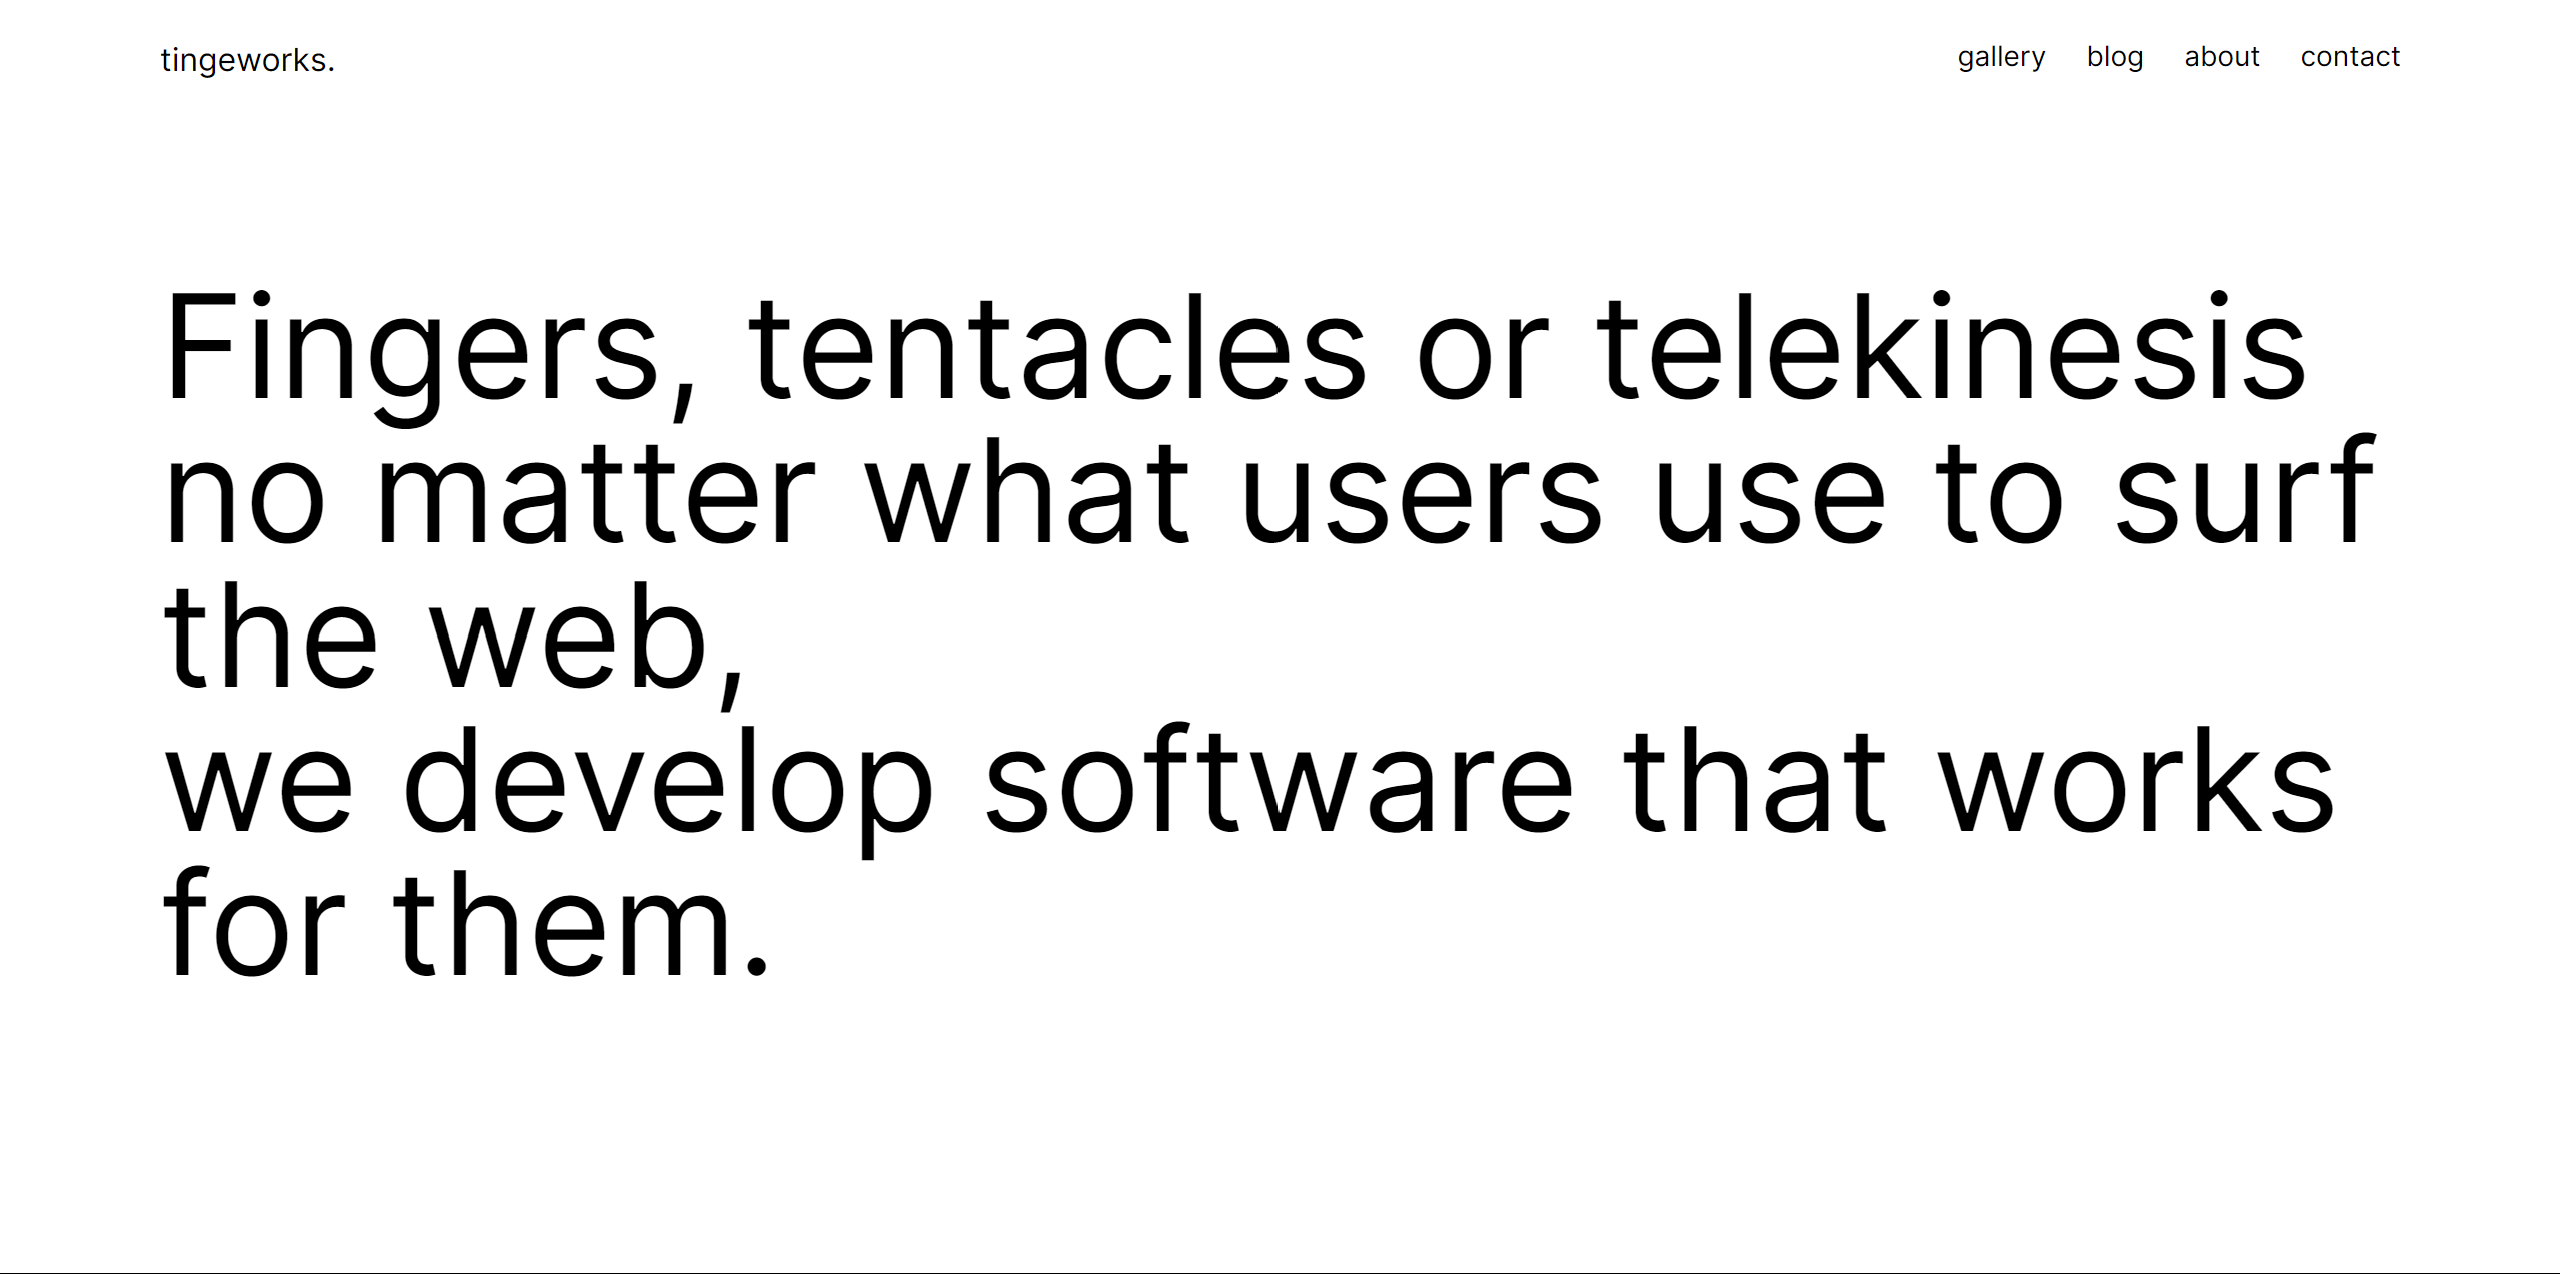 tingeworks.
gallery blog about contact
Fingers, tentacles or telekinesis
no matter what users use to surf
the web,
we develop software that works
for them.